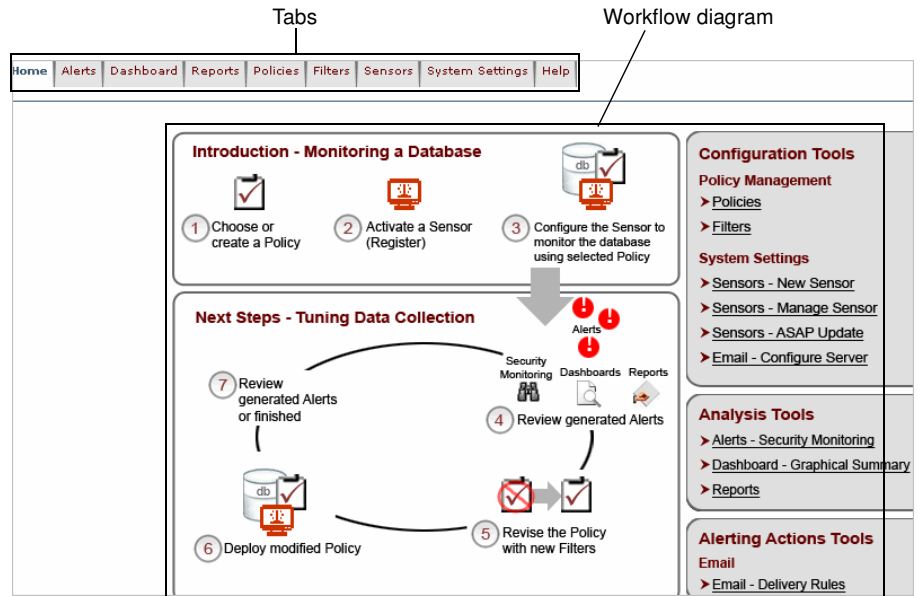 Tabs
Workflow diagram
Home Alerts Dashboard Reports Policies Filters Sensors System Settings Help
Introduction - Monitoring a Database
db
1 Choose or
create a Policy
2 Activate a Sensor
(Register)
3 Configure the Sensor to
monitor the database
using selected Policy
Next Steps - Tuning Data Collection
Alerts
Security
Monitoring
Dashboards
Reports
4 Review generated Alerts
5 Revise the Policy
with new Filters
db
6 Deploy modified Policy
7 Review
generated Alerts
or finished
Configuration Tools
Policy Management
Policies
Filters
System Settings
Sensors - New Sensor
Sensors - Manage Sensor
Sensors - ASAP Update
Email - Configure Server
Analysis Tools
Alerts - Security Monitoring
Dashboard - Graphical Summary
Reports
Alerting Actions Tools
Email
Email - Delivery Rules